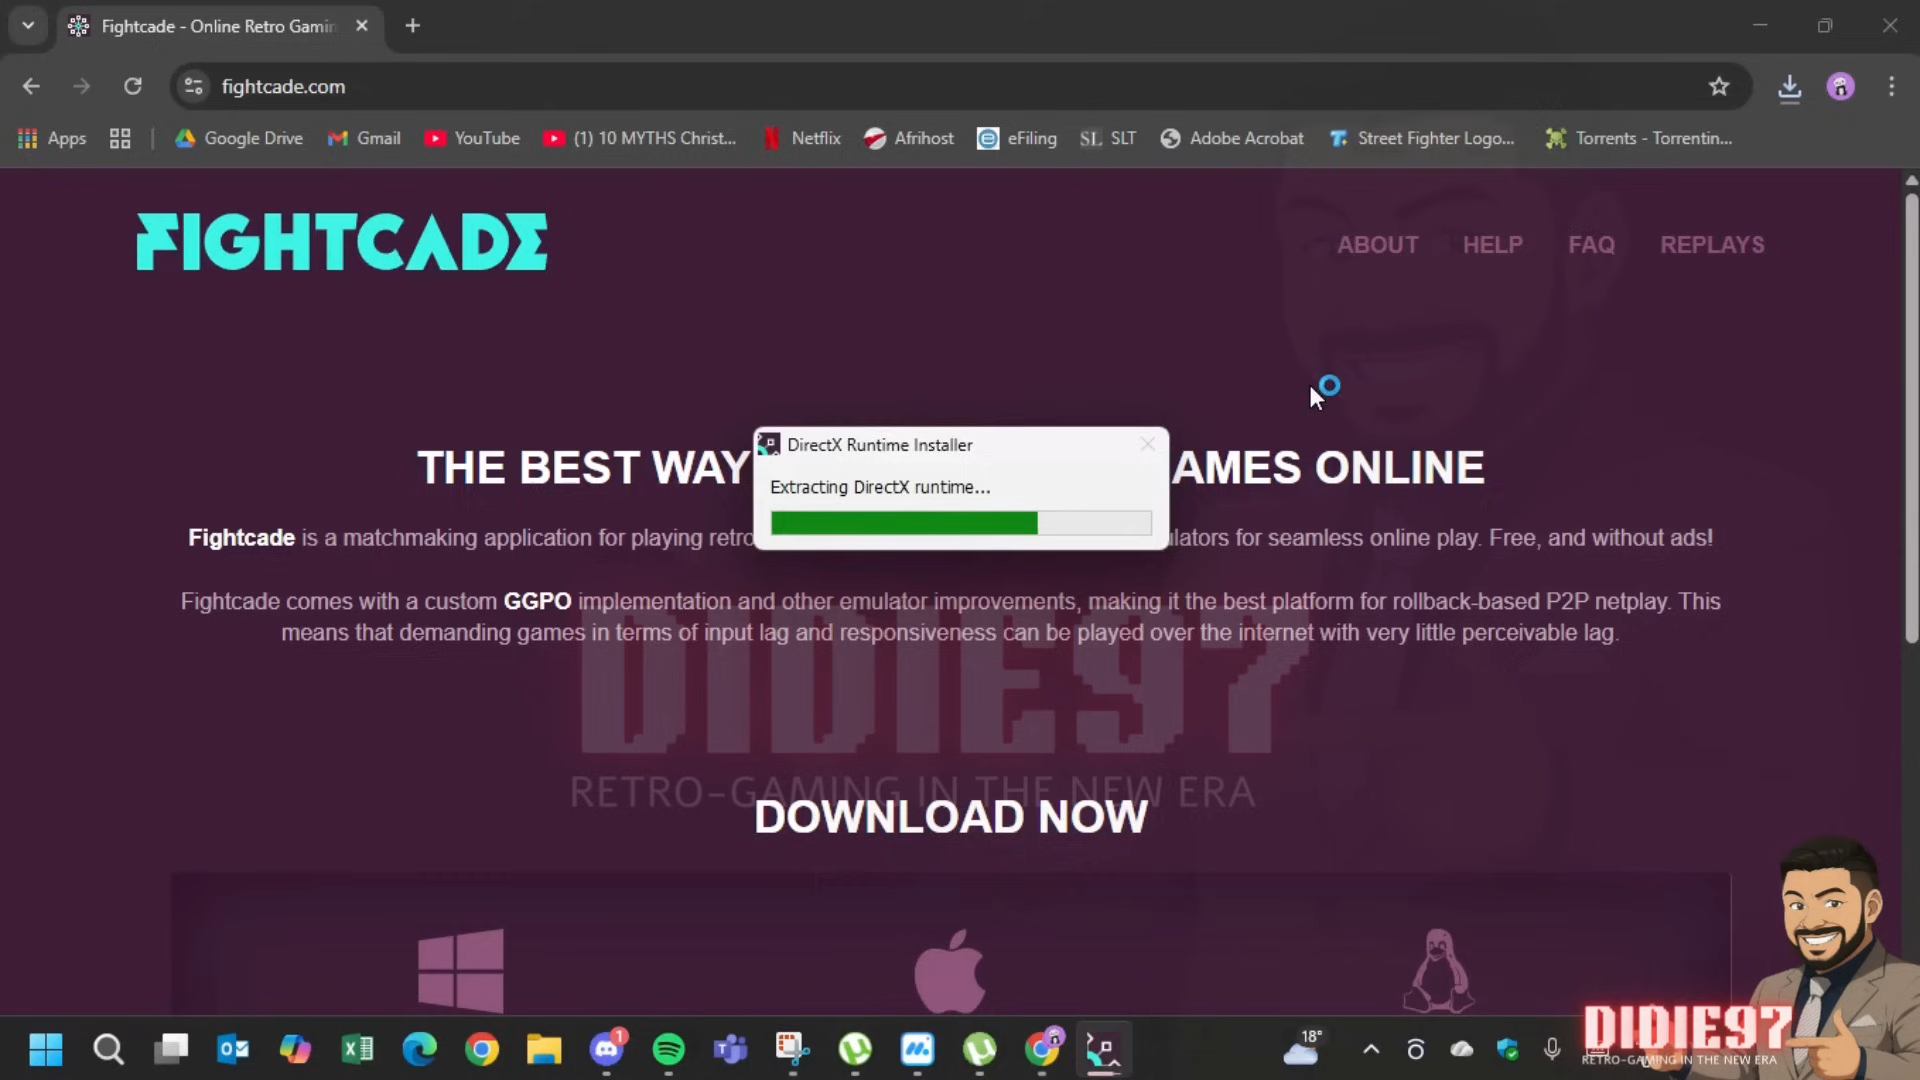 Fightcade - Online Retro Gamin
fightcade.com
Apps
Google Drive
Gmail
YouTube
(1) 10 MYTHS Christ...
Netflix
Afrihost
eFiling
SL SLT
Adobe Acrobat
Street Fighter Logo...
Torrents - Torrentin...
FIGHTCADE
ABOUT HELP FAQ REPLAYS
DirectX Runtime Installer
Extracting DirectX runtime...
THE BEST WAY AMES ONLINE
Fightcade is a matchmaking application for playing retro lators for seamless online play. Free, and without ads!
Fightcade comes with a custom GGPO implementation and other emulator improvements, making it the best platform for rollback-based P2P netplay. This
means that demanding games in terms of input lag and responsiveness can be played over the internet with very little perceivable lag.
DIDIE97
RETRO-GAMING IN THE NEW ERA
DOWNLOAD NOW
1
18°
DIDIE97
RETRO-GAMING IN THE NEW ERA